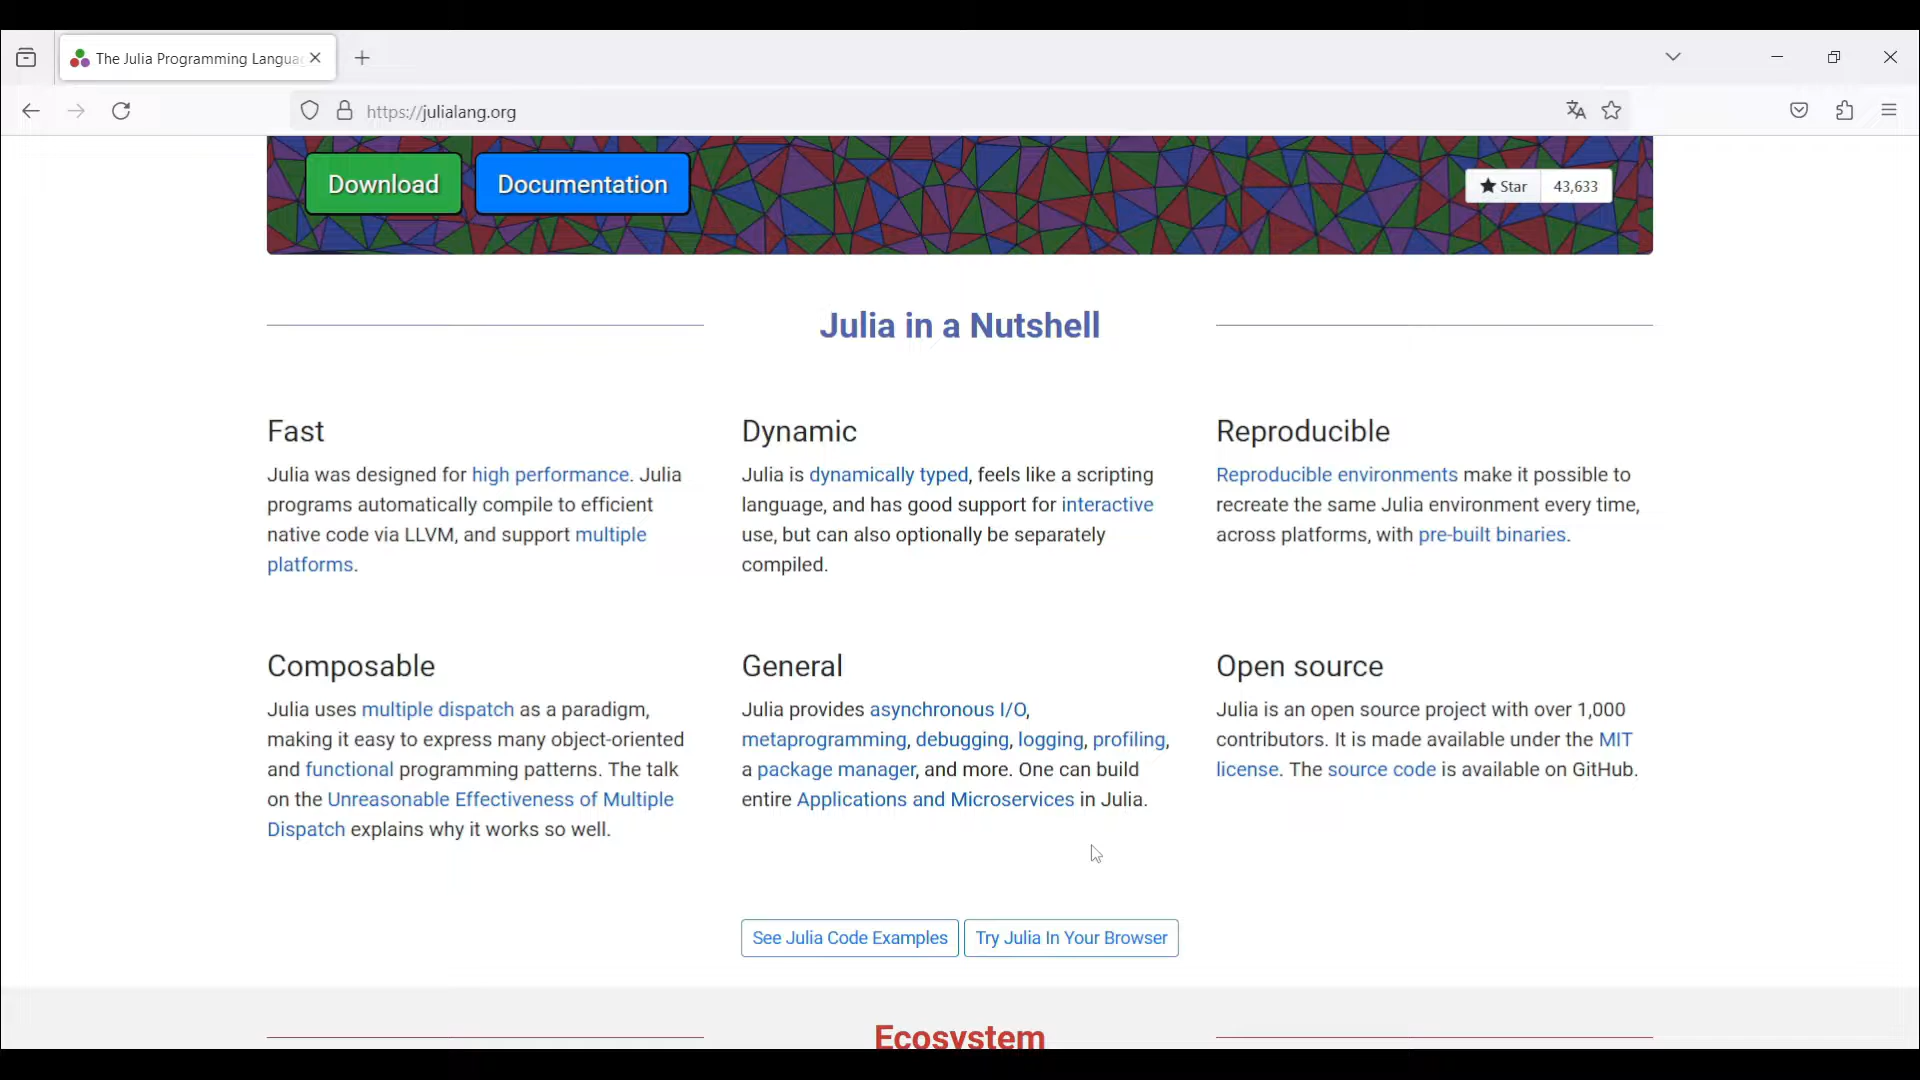 The Julia Programming Langua
https://julialang.org
Download
Documentation
Star
43,633
Julia in a Nutshell
Fast
Julia was designed for high performance. Julia
programs automatically compile to efficient
native code via LLVM, and support multiple
platforms.
Dynamic
Julia is dynamically typed, feels like a scripting
language, and has good support for interactive
use, but can also optionally be separately
compiled.
Reproducible
Reproducible environments make it possible to
recreate the same Julia environment every time,
across platforms, with pre-built binaries.
Composable
Julia uses multiple dispatch as a paradigm,
making it easy to express many object-oriented
and functional programming patterns. The talk
on the Unreasonable Effectiveness of Multiple
Dispatch explains why it works so well.
General
Julia provides asynchronous I/O,
metaprogramming, debugging, logging, profiling,
a package manager, and more. One can build
entire Applications and Microservices in Julia.
Open source
Julia is an open source project with over 1,000
contributors. It is made available under the MIT
license. The source code is available on GitHub.
See Julia Code Examples
Try Julia In Your Browser
Ecosystem